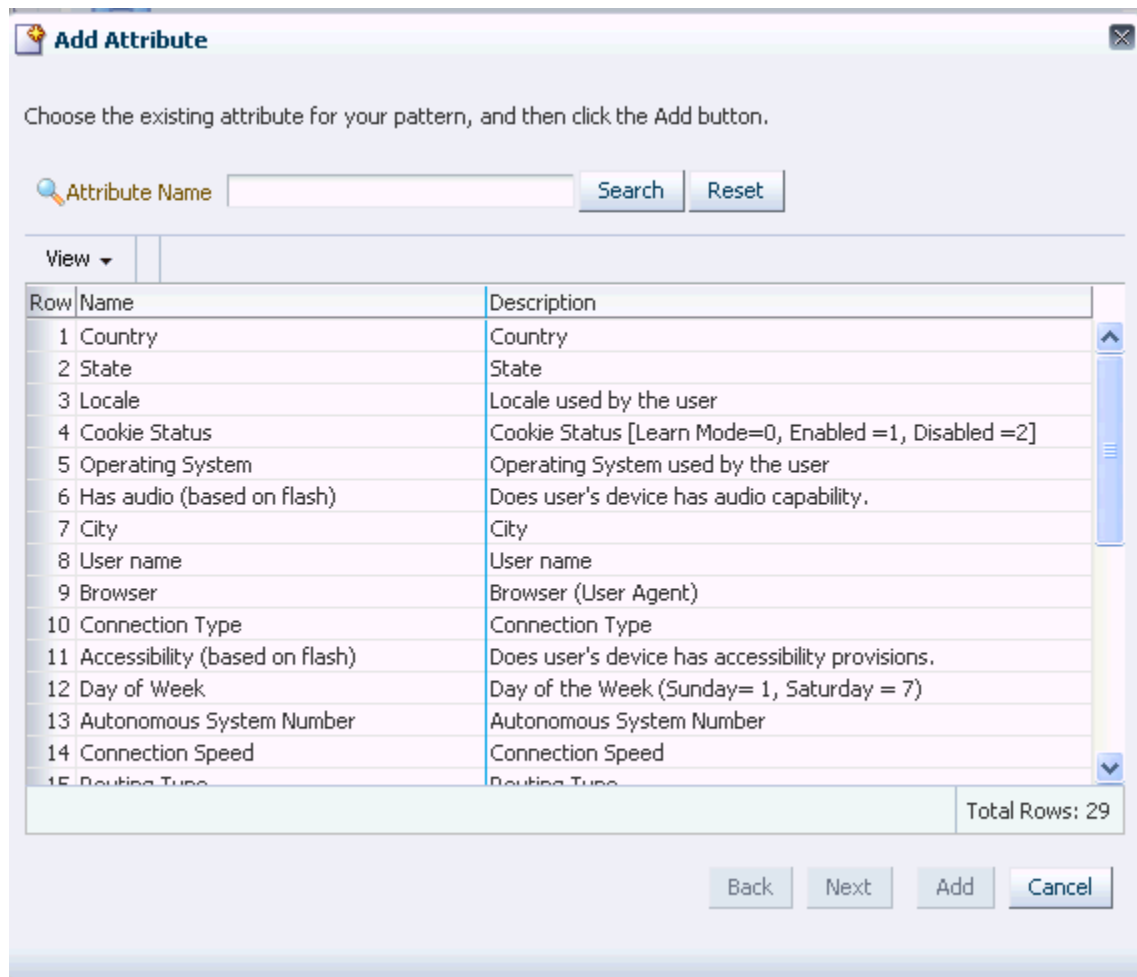 Add Attribute
Choose the existing attribute for your pattern, and then click the Add button.
Attribute Name Search Reset
View
Row Name Description
1 Country Country
2 State State
3 Locale Locale used by the user
4 Cookie Status Cookie Status [Learn Mode=0, Enabled =1, Disabled =2]
5 Operating System Operating System used by the user
6 Has audio (based on flash) Does user's device has audio capability.
7 City City
8 User name User name
9 Browser Browser (User Agent)
10 Connection Type Connection Type
11 Accessibility (based on flash) Does user's device has accessibility provisions.
12 Day of Week Day of the Week (Sunday= 1, Saturday = 7)
13 Autonomous System Number Autonomous System Number
14 Connection Speed Connection Speed
15 Routing Type Routing Type
Total Rows: 29
Back Next Add Cancel